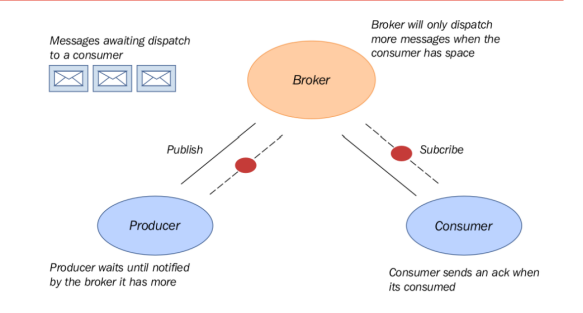 Messages awaiting dispatch
to a consumer
Broker will only dispatch
more messages when the
consumer has space
Broker
Publish
Subcribe
Producer
Consumer
Producer waits until notified
by the broker it has more
Consumer sends an ack when
its consumed